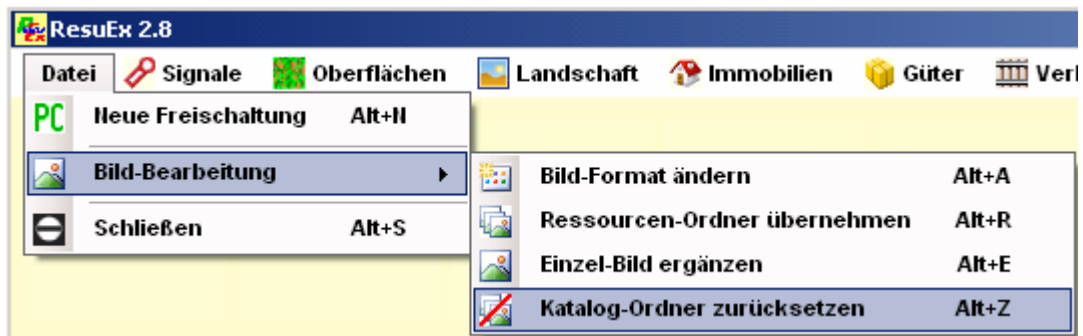 ResuEx 2.8
Datei Signale Oberflächen Landschaft Immobilien Güter
PC Neue Freischaltung Alt+N
Bild-Bearbeitung
Schließen Alt+S
Bild-Format ändern Alt+A
Ressourcen-Ordner übernehmen Alt+R
Einzel-Bild ergänzen Alt+E
Katalog-Ordner zurücksetzen Alt+Z